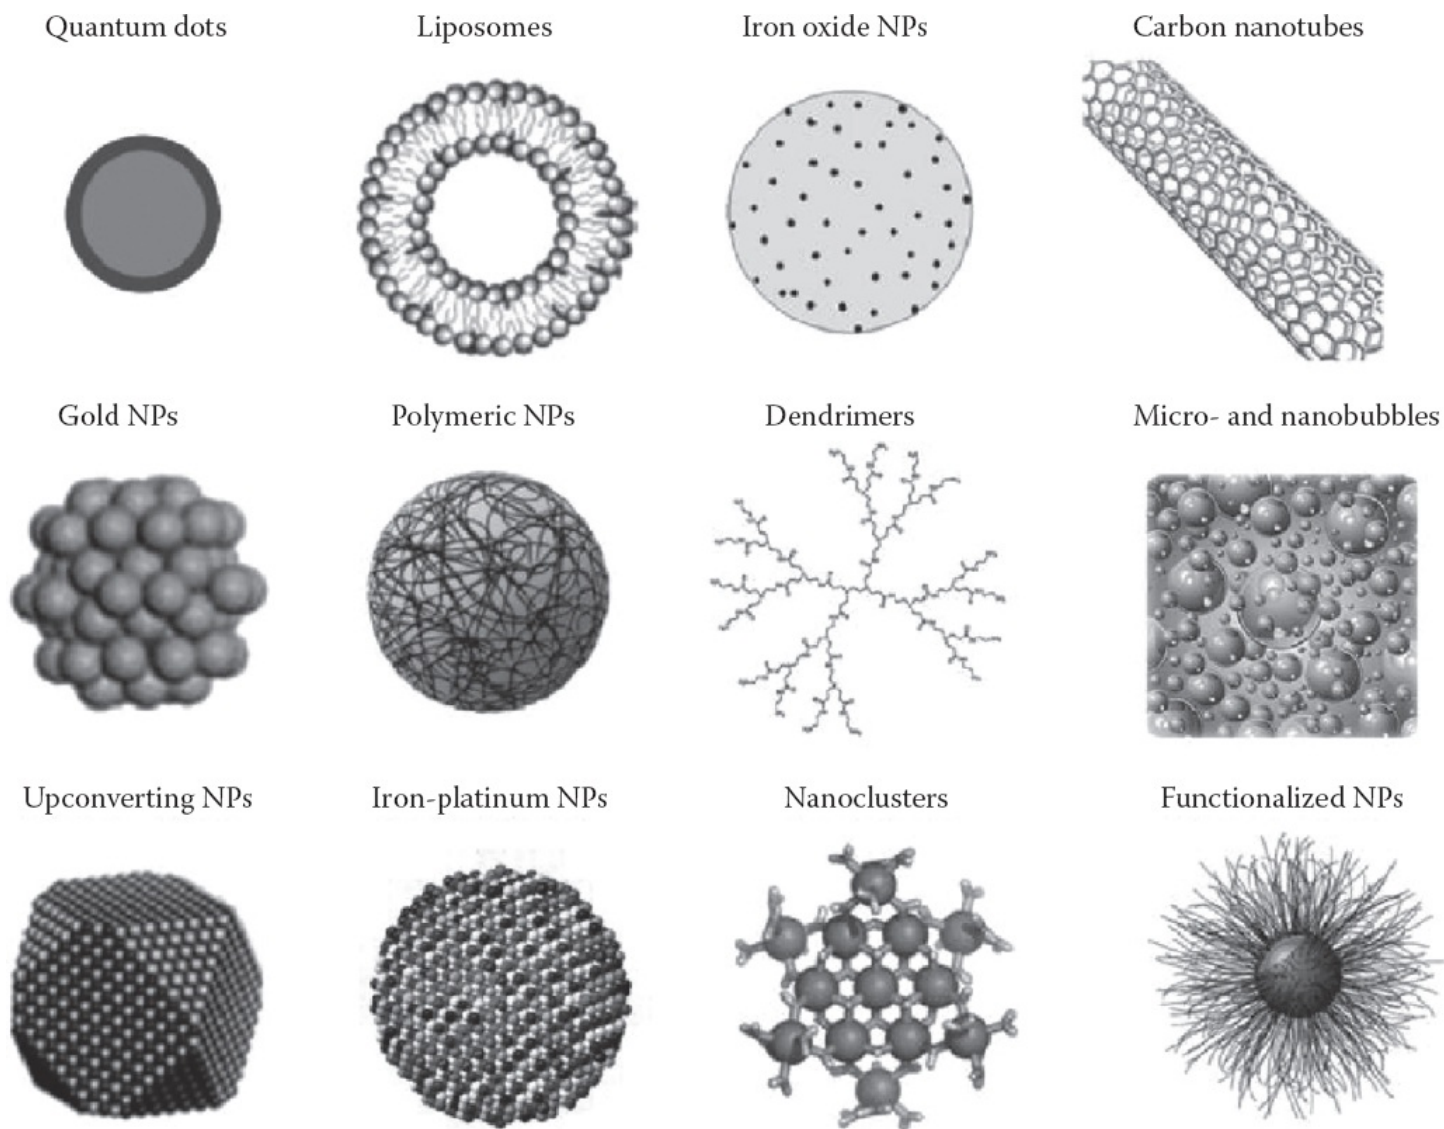 Quantum dots
Liposomes
Iron oxide NPs
Carbon nanotubes
Gold NPs
Polymeric NPs
Dendrimers
Micro- and nanobubbles
Upconverting NPs
Iron-platinum NPs
Nanoclusters
Functionalized NPs